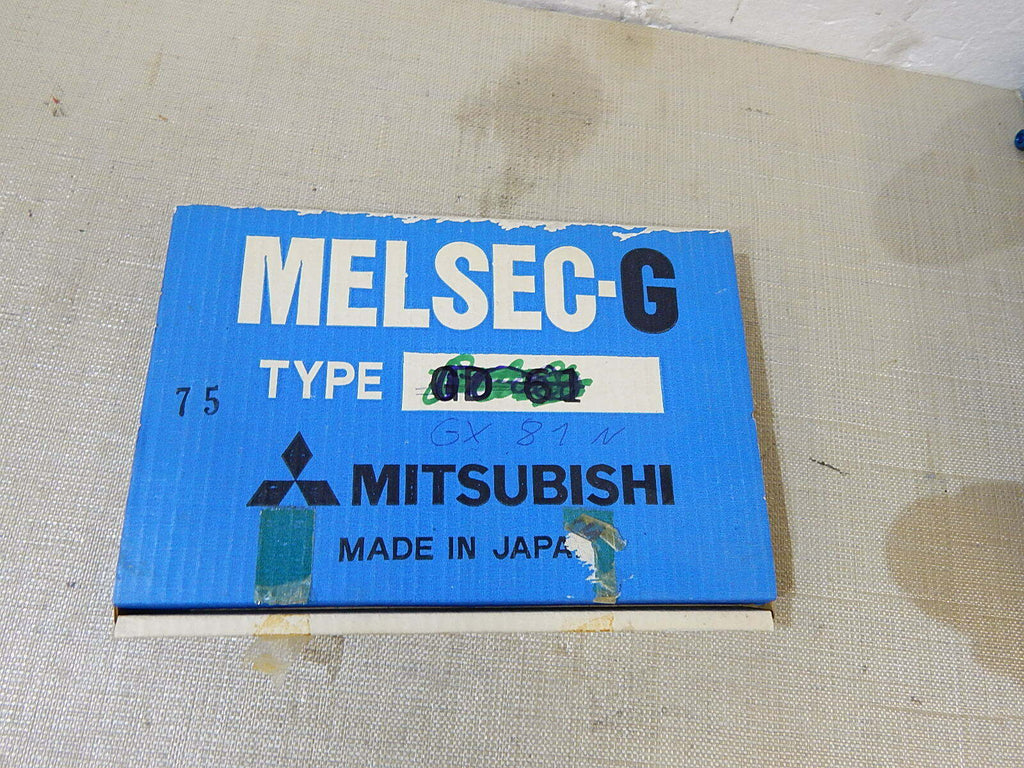 MELSEC-G
TYPE GD 61
75
GX 81 N
MITSUBISHI
MADE IN JAPA